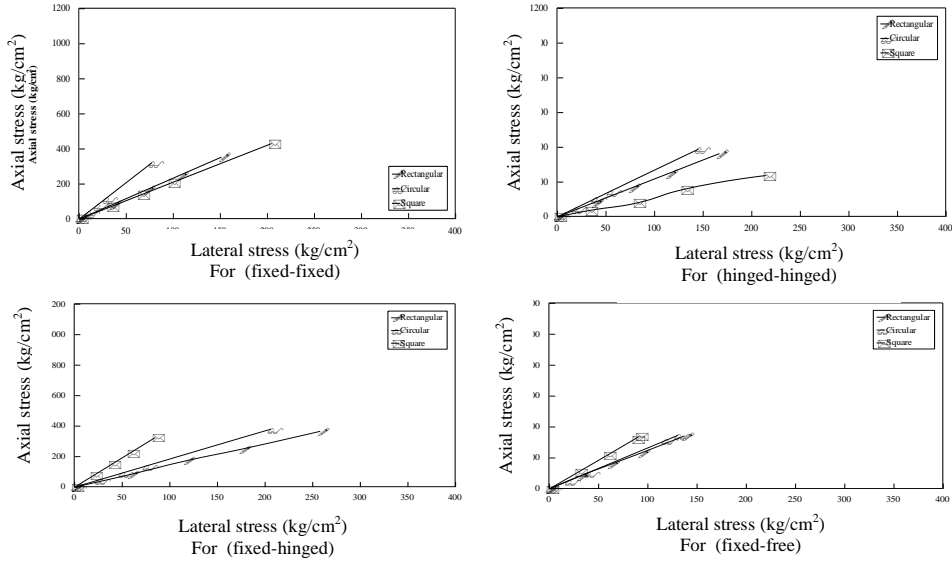 1200
1000
800
600
400
200
0
Axial stress (kg/cm²)
Axial stress (kg/cm²)
Rectangular
Circular
Square
0 50 100 150 200 250 300 350 400
Lateral stress (kg/cm²)
For (fixed-fixed)
Axial stress (kg/cm²)
Rectangular
Circular
Square
0 50 100 150 200 250 300 350 400
Lateral stress (kg/cm²)
For (hinged-hinged)
200
000
800
600
400
200
0
Axial stress (kg/cm²)
Rectangular
Circular
Square
0 50 100 150 200 250 300 350 400
Lateral stress (kg/cm²)
For (fixed-hinged)
Axial stress (kg/cm²)
Rectangular
Circular
Square
0 50 100 150 200 250 300 350 400
Lateral stress (kg/cm²)
For (fixed-free)